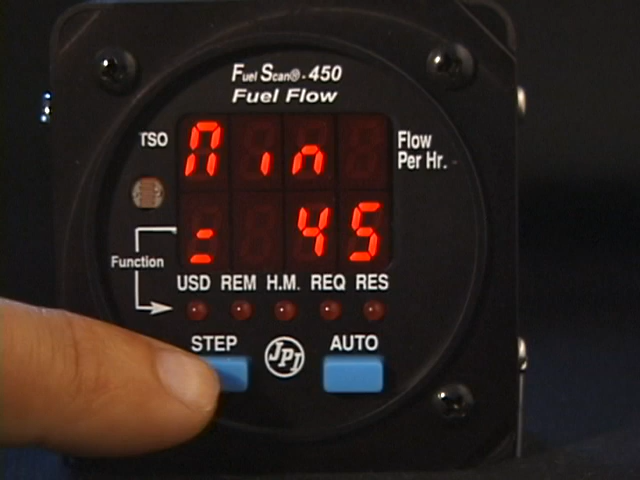 Fuel Scan®-450
Fuel Flow
TSO
Min
Flow
Per Hr.
= 45
Function
USD REM H.M. REQ RES
STEP JPI AUTO